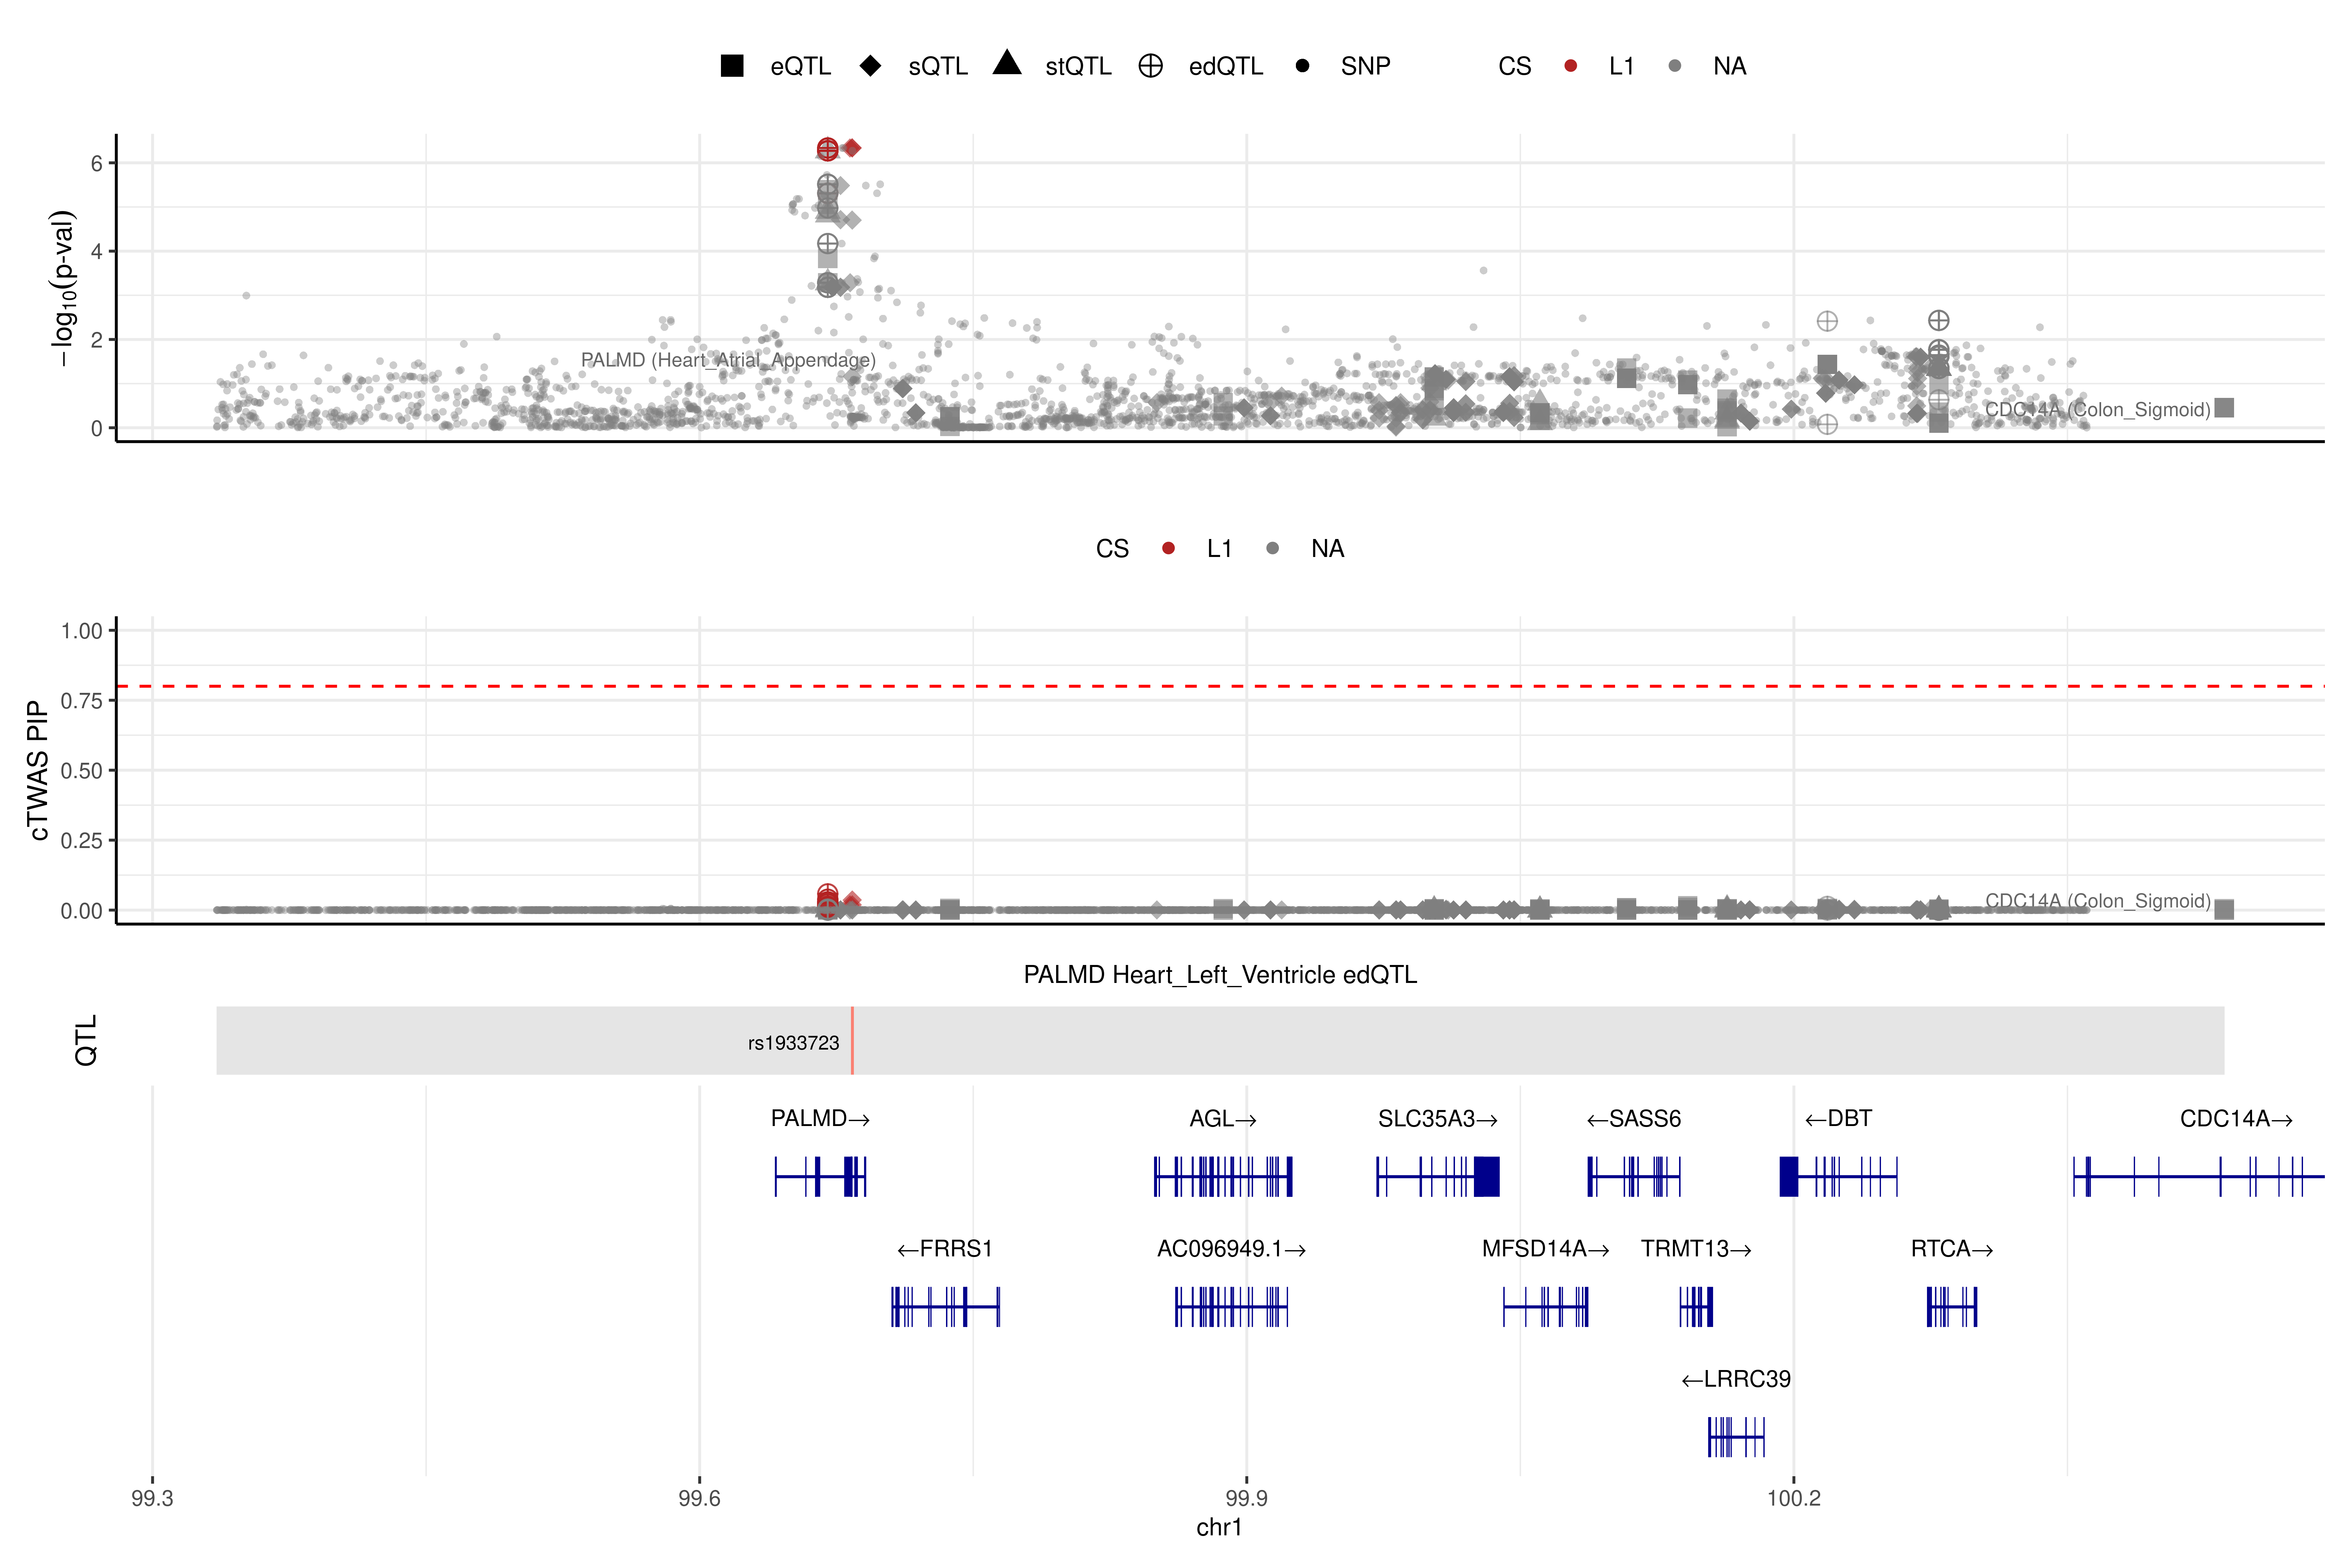 eQTL sQTL stQTL edQTL SNP CS L1 NA
6
4
2
0
−log10(p-val)
PALMD (Heart_Atrial_Appendage)
CDC14A (Colon_Sigmoid)
CS L1 NA
1.00
0.75
0.50
0.25
0.00
cTWAS PIP
CDC14A (Colon_Sigmoid)
PALMD Heart_Left_Ventricle edQTL
QTL
rs1933723
PALMD→ AGL→ SLC35A3→ ←SASS6 ←DBT CDC14A→
←FRRS1 AC096949.1→ MFSD14A→ TRMT13→ RTCA→
←LRRC39
99.3 99.6 99.9 100.2
chr1